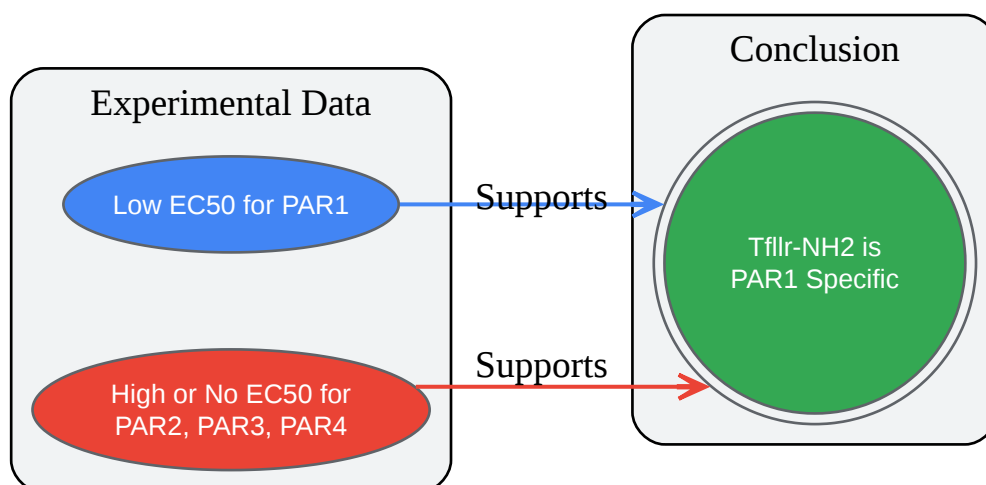 Conclusion
Experimental Data
Low EC50 for PAR1
Supports
Tfllr-NH2 is
PAR1 Specific
Supports
High or No EC50 for
PAR2, PAR3, PAR4